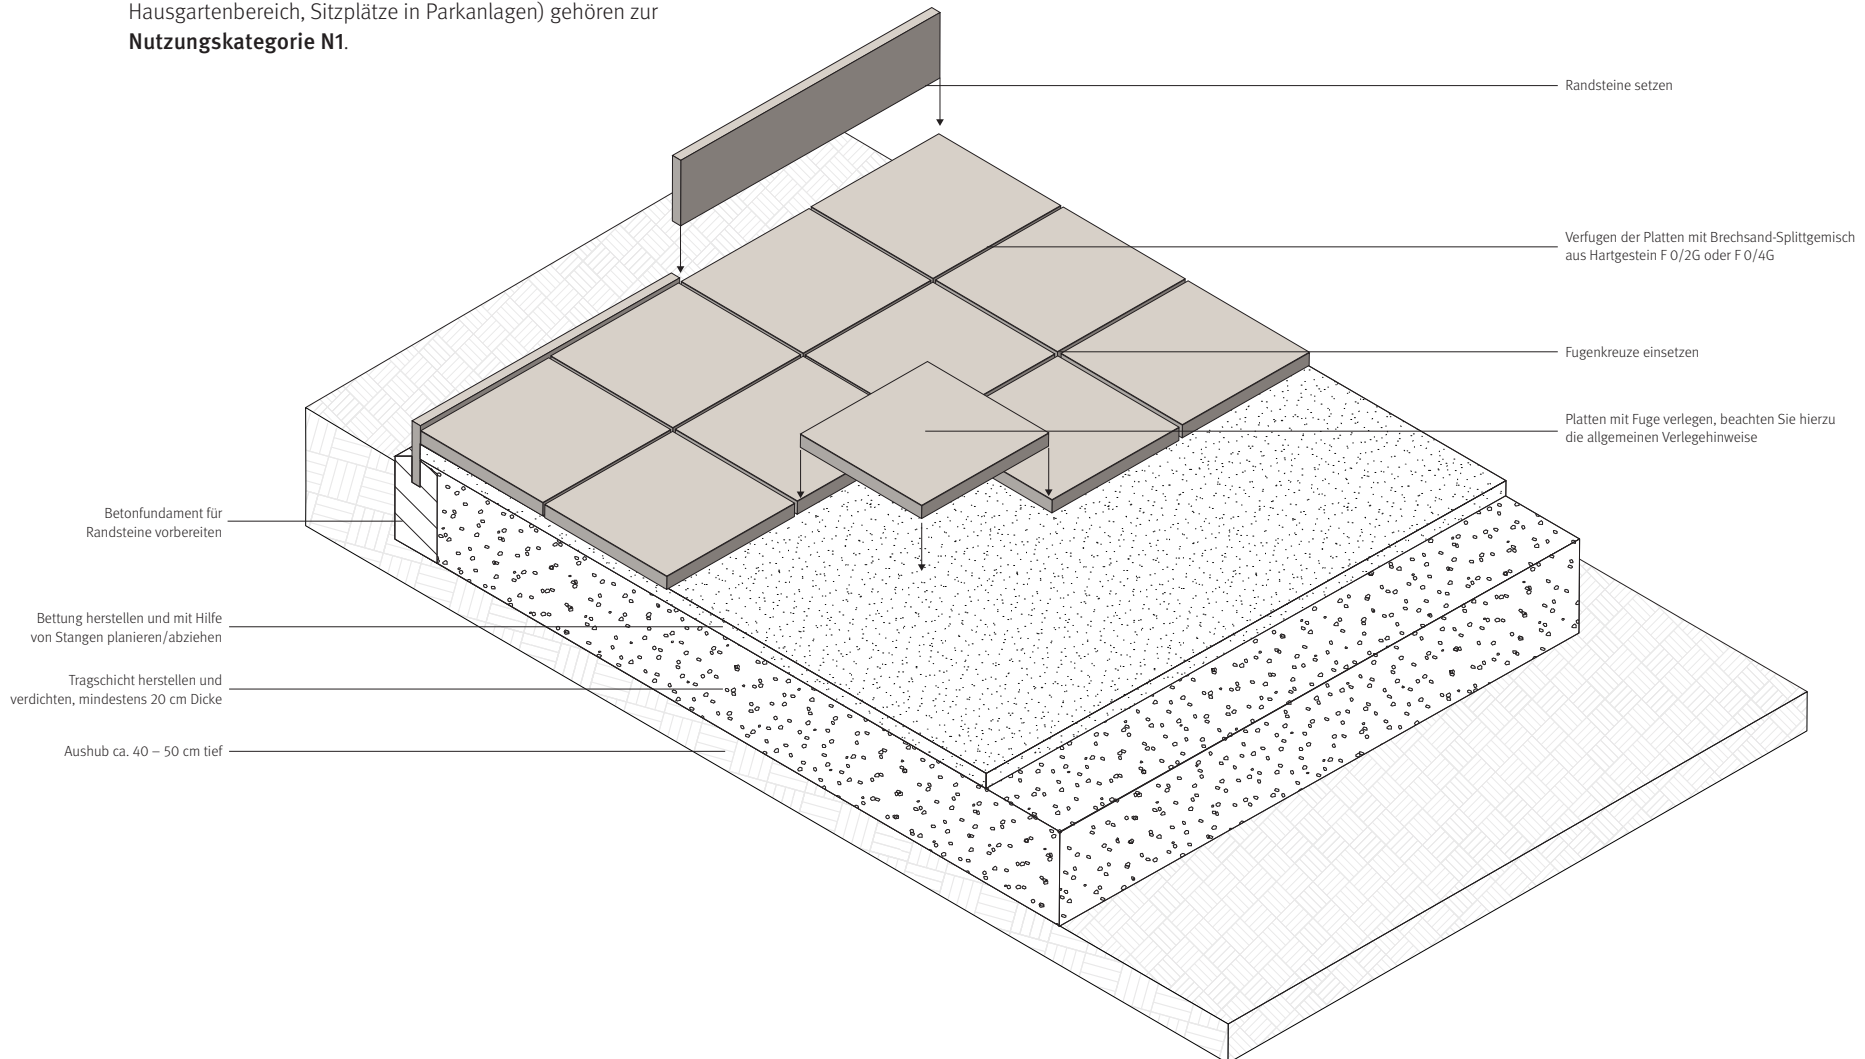 Hausgartenbereich, Sitzplätze in Parkanlagen) gehören zur
Nutzungskategorie N1.
Randsteine setzen
Verfugen der Platten mit Brechsand-Splittgemisch
aus Hartgestein F 0/2G oder F 0/4G
Fugenkreuze einsetzen
Platten mit Fuge verlegen, beachten Sie hierzu
die allgemeinen Verlegehinweise
Betonfundament für
Randsteine vorbereiten
Bettung herstellen und mit Hilfe
von Stangen planieren/abziehen
Tragschicht herstellen und
verdichten, mindestens 20 cm Dicke
Aushub ca. 40 – 50 cm tief